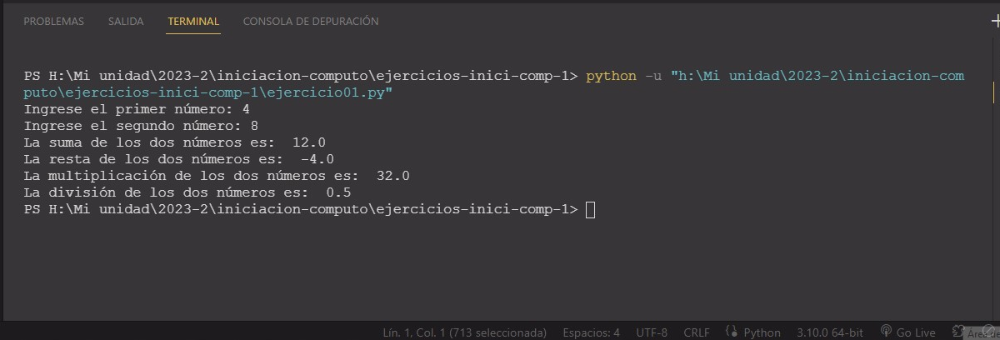 PROBLEMAS SALIDA TERMINAL CONSOLA DE DEPURACIÓN
PS H:\Mi unidad\2023-2\iniciacion-computo\ejercicios-inici-comp-1> python -u "h:\Mi unidad\2023-2\iniciacion-com
puto\ejercicios-inici-comp-1\ejercicio01.py"
Ingrese el primer número: 4
Ingrese el segundo número: 8
La suma de los dos números es:  12.0
La resta de los dos números es:  -4.0
La multiplicación de los dos números es:  32.0
La división de los dos números es:  0.5
PS H:\Mi unidad\2023-2\iniciacion-computo\ejercicios-inici-comp-1>
Lín. 1, Col. 1 (713 seleccionada) Espacios: 4 UTF-8 CRLF Python 3.10.0 64-bit Go Live Área de